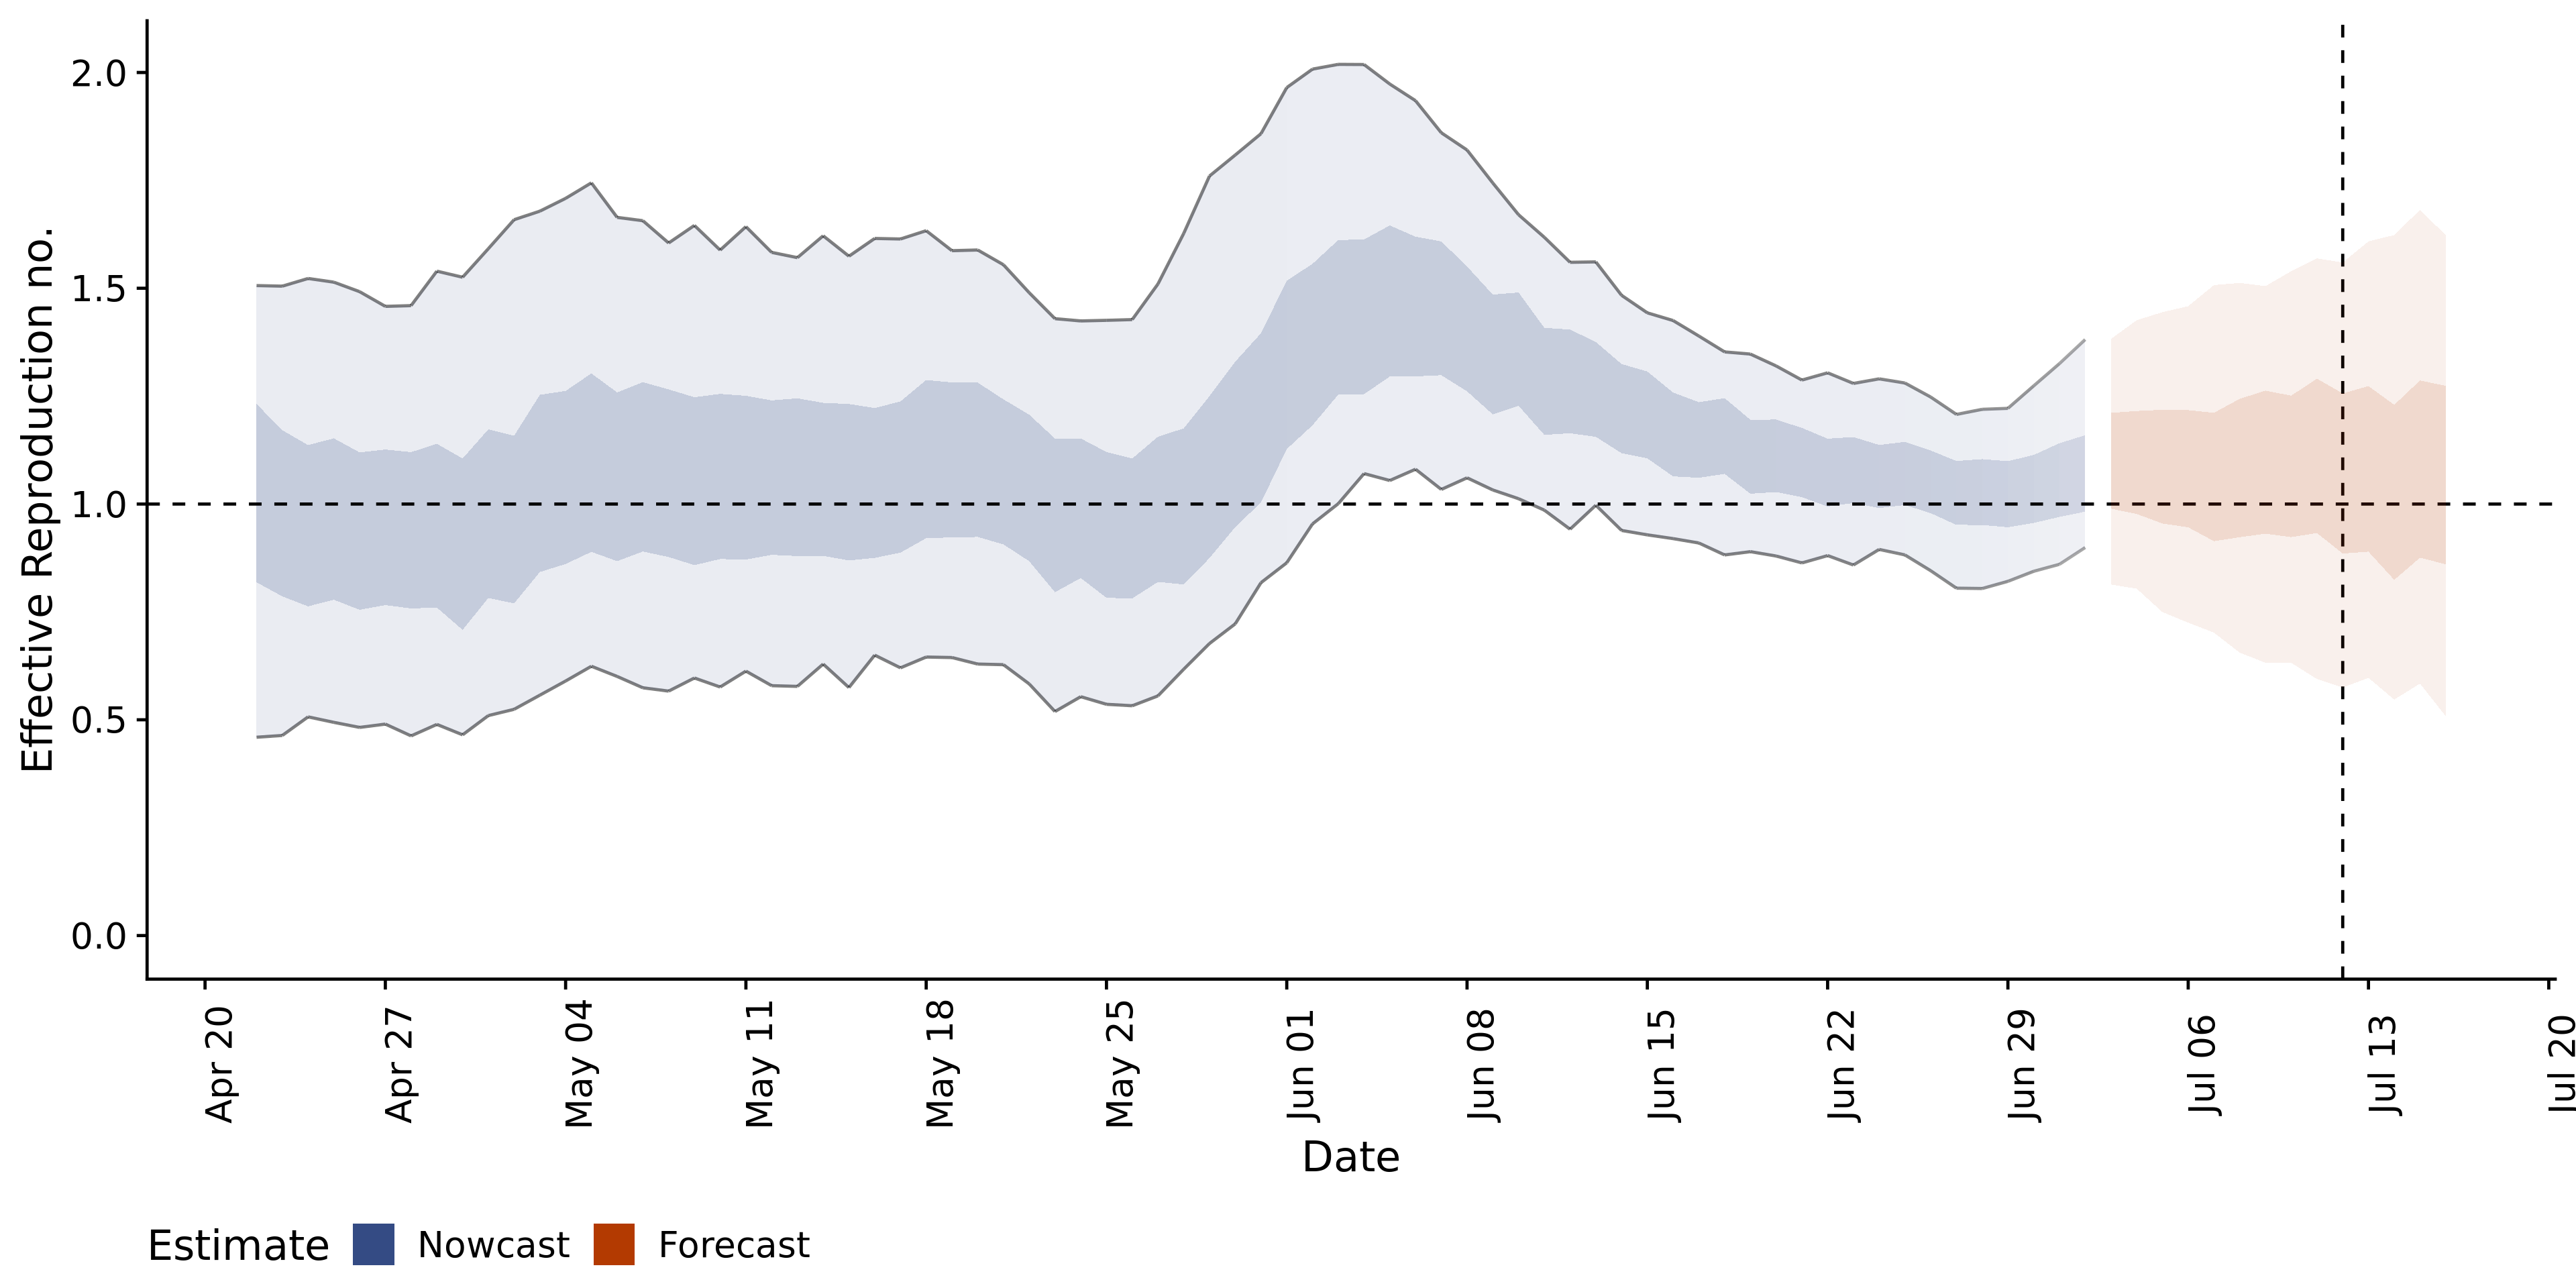 Effective Reproduction no.
2.0
1.5
1.0
0.5
0.0
Apr 20
Apr 27
May 04
May 11
May 18
May 25
Jun 01
Jun 08
Jun 15
Jun 22
Jun 29
Jul 06
Jul 13
Jul 20
Date
Estimate Nowcast Forecast